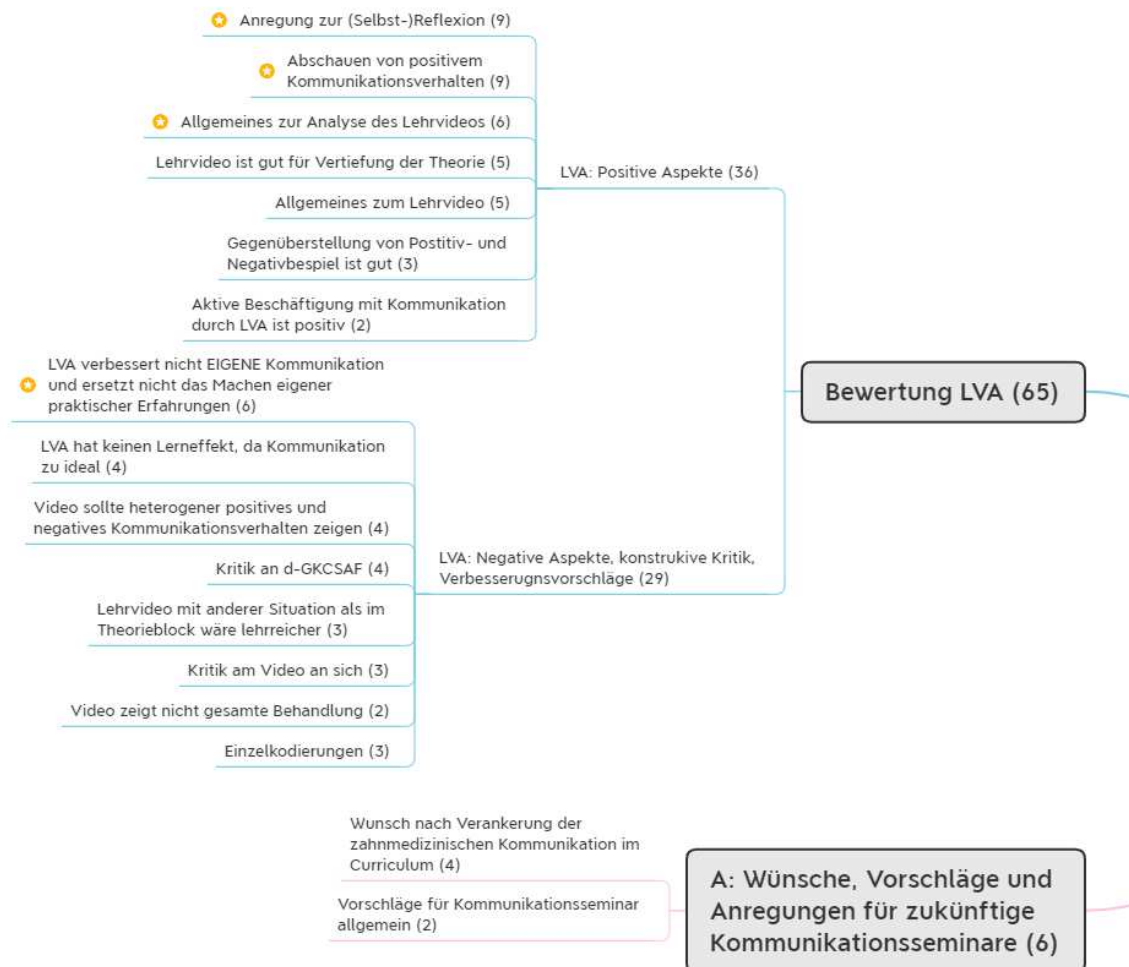 Anregung zur (Selbst-)Reflexion (9)
Abschauen von positivem
Kommunikationsverhalten (9)
Allgemeines zur Analyse des Lehrvideos (6)
Lehrvideo ist gut für Vertiefung der Theorie (5)
Allgemeines zum Lehrvideo (5)
Gegenüberstellung von Postitiv- und
Negativbespiel ist gut (3)
Aktive Beschäftigung mit Kommunikation
durch LVA ist positiv (2)
LVA: Positive Aspekte (36)
LVA verbessert nicht EIGENE Kommunikation
und ersetzt nicht das Machen eigener
praktischer Erfahrungen (6)
LVA hat keinen Lerneffekt, da Kommunikation
zu ideal (4)
Video sollte heterogener positives und
negatives Kommunikationsverhalten zeigen (4)
Kritik an d-GKCSAF (4)
Lehrvideo mit anderer Situation als im
Theorieblock wäre lehrreicher (3)
Kritik am Video an sich (3)
Video zeigt nicht gesamte Behandlung (2)
Einzelkodierungen (3)
LVA: Negative Aspekte, konstrukive Kritik,
Verbesserugnsvorschläge (29)
Bewertung LVA (65)
Wunsch nach Verankerung der
zahnmedizinischen Kommunikation im
Curriculum (4)
Vorschläge für Kommunikationsseminar
allgemein (2)
A: Wünsche, Vorschläge und
Anregungen für zukünftige
Kommunikationsseminare (6)